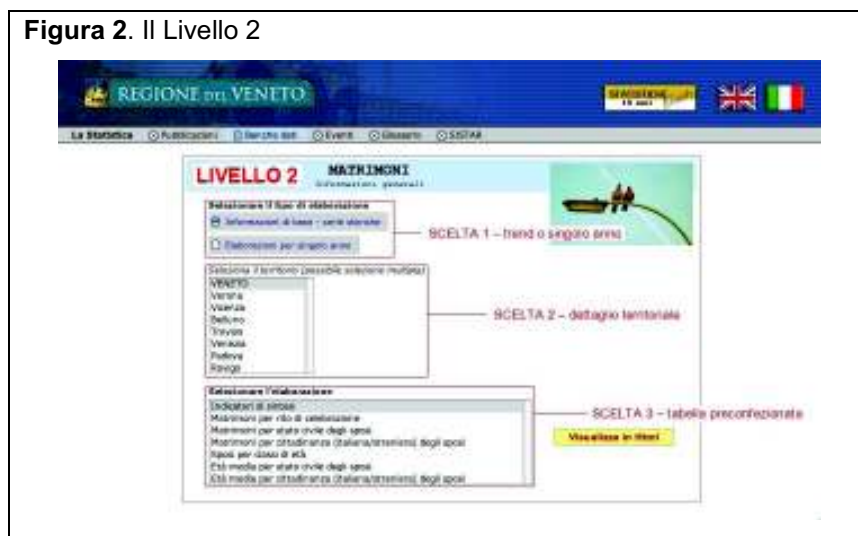 Figura 2. Il Livello 2
REGIONE DEL VENETO
La Statistica Pubblicazioni Banche dati Eventi Glossario SISTAR
LIVELLO 2 MATRIMONI
Informazioni generali
Selezionare il tipo di elaborazione
Informazioni di base - serie storiche
Elaborazioni per singolo anno
SCELTA 1 – trend o singolo anno
Seleziona il territorio (possibile selezione multipla)
VENETO
Verona
Vicenza
Belluno
Treviso
Venezia
Padova
Rovigo
SCELTA 2 – dettaglio territoriale
Selezionare l'elaborazione
Indicatori di sintesi
Matrimoni per rito di celebrazione
Matrimoni per stato civile degli sposi
Matrimoni per cittadinanza (italiana/straniera) degli sposi
Sposi per classi di età
Età media per stato civile degli sposi
Età media per cittadinanza (italiana/straniera) degli sposi
SCELTA 3 – tabella preconfezionata